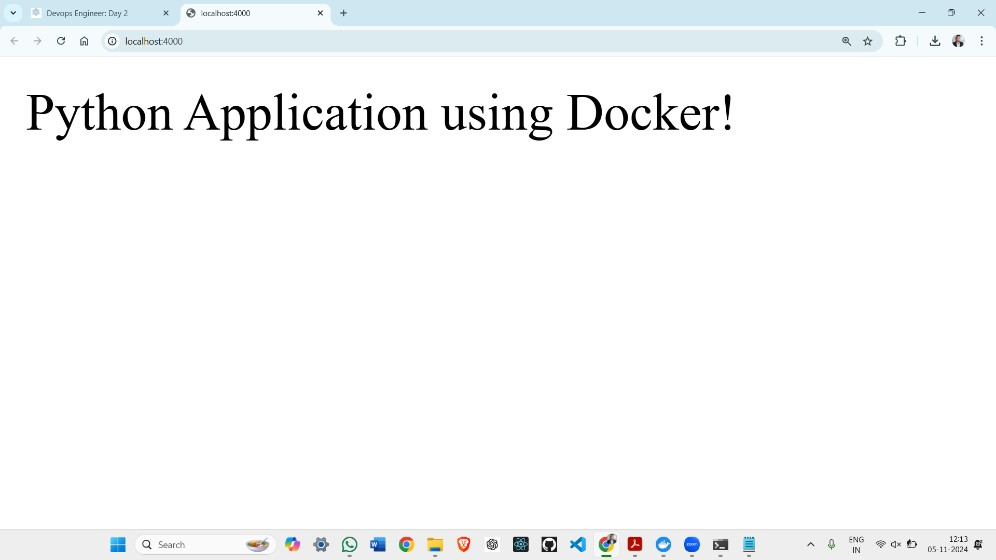 Devops Engineer: Day 2
localhost:4000
localhost:4000
Python Application using Docker!
Search
ENG
IN
12:13
05-11-2024